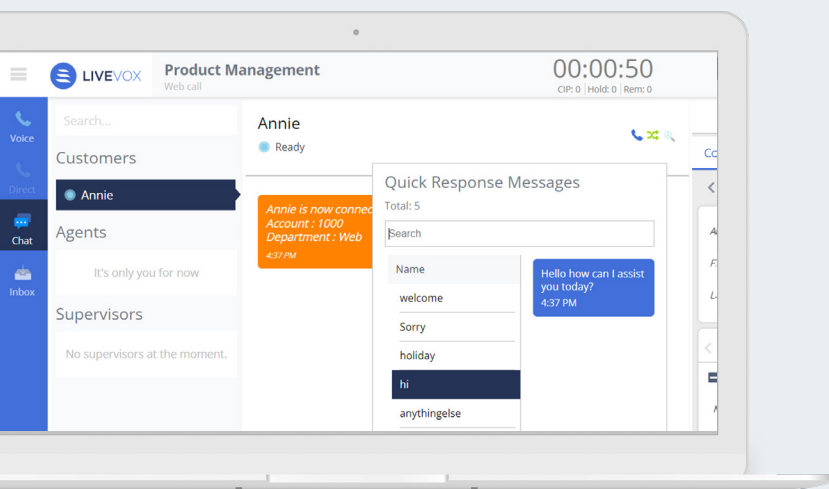 LIVEVOX
Product Management
Web call
00:00:50
CIP: 0 | Hold: 0 | Rem: 0
Voice
Direct
Chat
Inbox
Search...
Customers
Annie
Agents
It's only you for now
Supervisors
No supervisors at the moment.
Annie
Ready
Annie is now connec
Account : 1000
Department : Web
4:37 PM
Quick Response Messages
Total: 5
Search
Name
welcome
Sorry
holiday
hi
anythingelse
Hello how can I assist
you today?
4:37 PM
Co